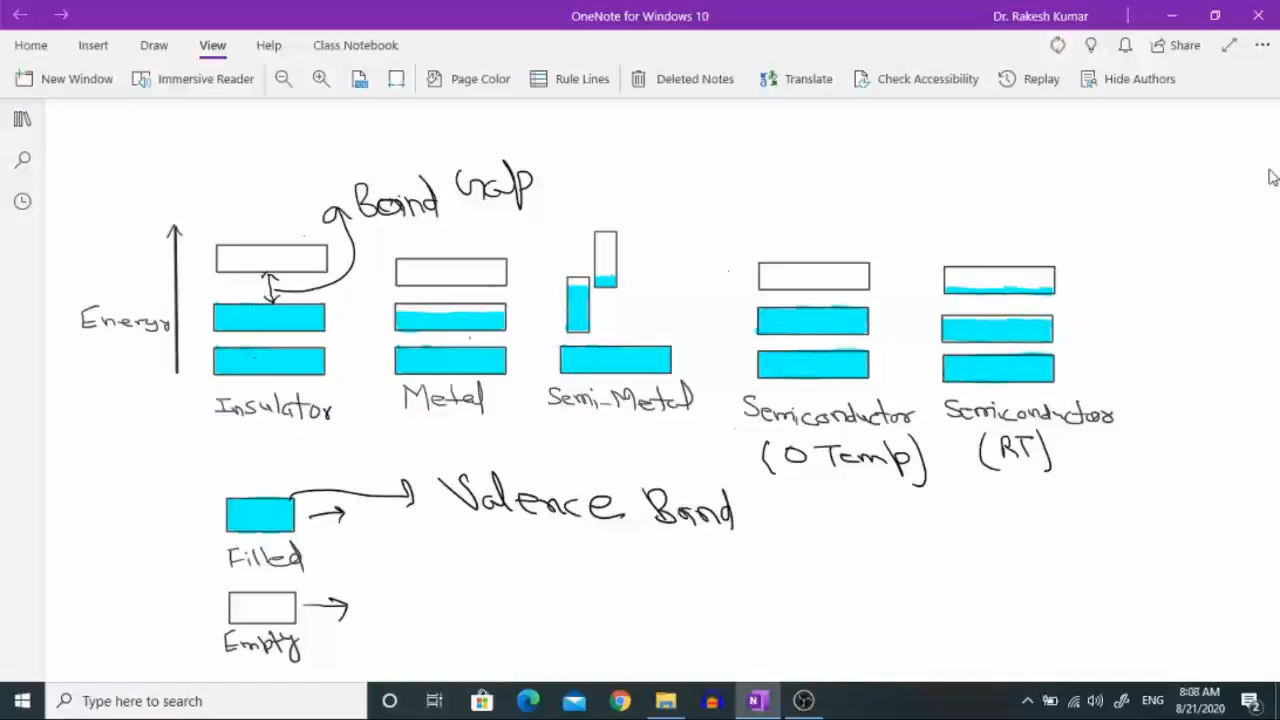 OneNote for Windows 10
Dr. Rakesh Kumar
Home Insert Draw View Help Class Notebook
Share
New Window Immersive Reader Page Color Rule Lines Deleted Notes Translate Check Accessibility Replay Hide Authors
Band Gap
Energy
Insulator
Metal
Semi-Metal
Semiconductor
(0 Temp)
Semiconductor
(RT)
Valence Band
Filled
Empty
Type here to search
N
ENG
8:08 AM
8/21/2020
2